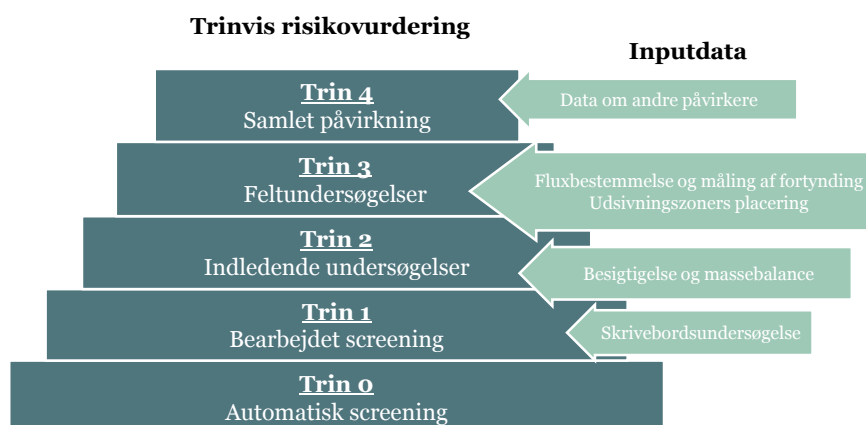 Trinvis risikovurdering
Inputdata
Trin 4
Samlet påvirkning
Data om andre påvirkere
Trin 3
Feltundersøgelser
Fluxbestemmelse og måling af fortynding
Udsivningszoners placering
Trin 2
Indledende undersøgelser
Besigtigelse og massebalance
Trin 1
Bearbejdet screening
Skrivebordsundersøgelse
Trin 0
Automatisk screening